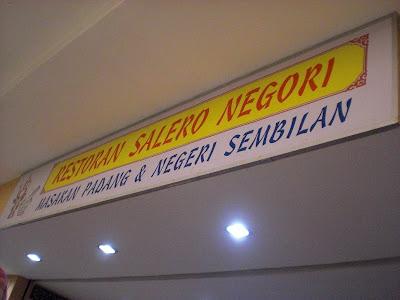 RESTORAN SALERO NEGORI
MASAKAN PADANG & NEGERI SEMBILAN